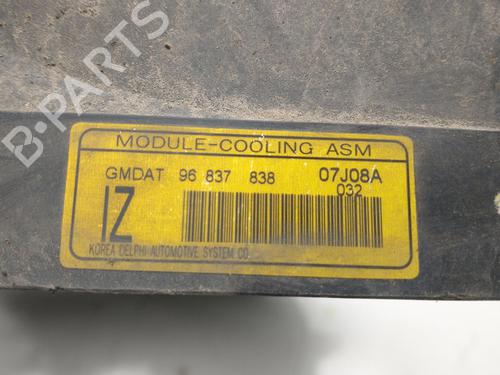 B-PARTS
MODULE-COOLING ASM
GMDAT 96 837 838 07J08A
032
IZ
KOREA DELPHI AUTOMOTIVE SYSTEM CO.